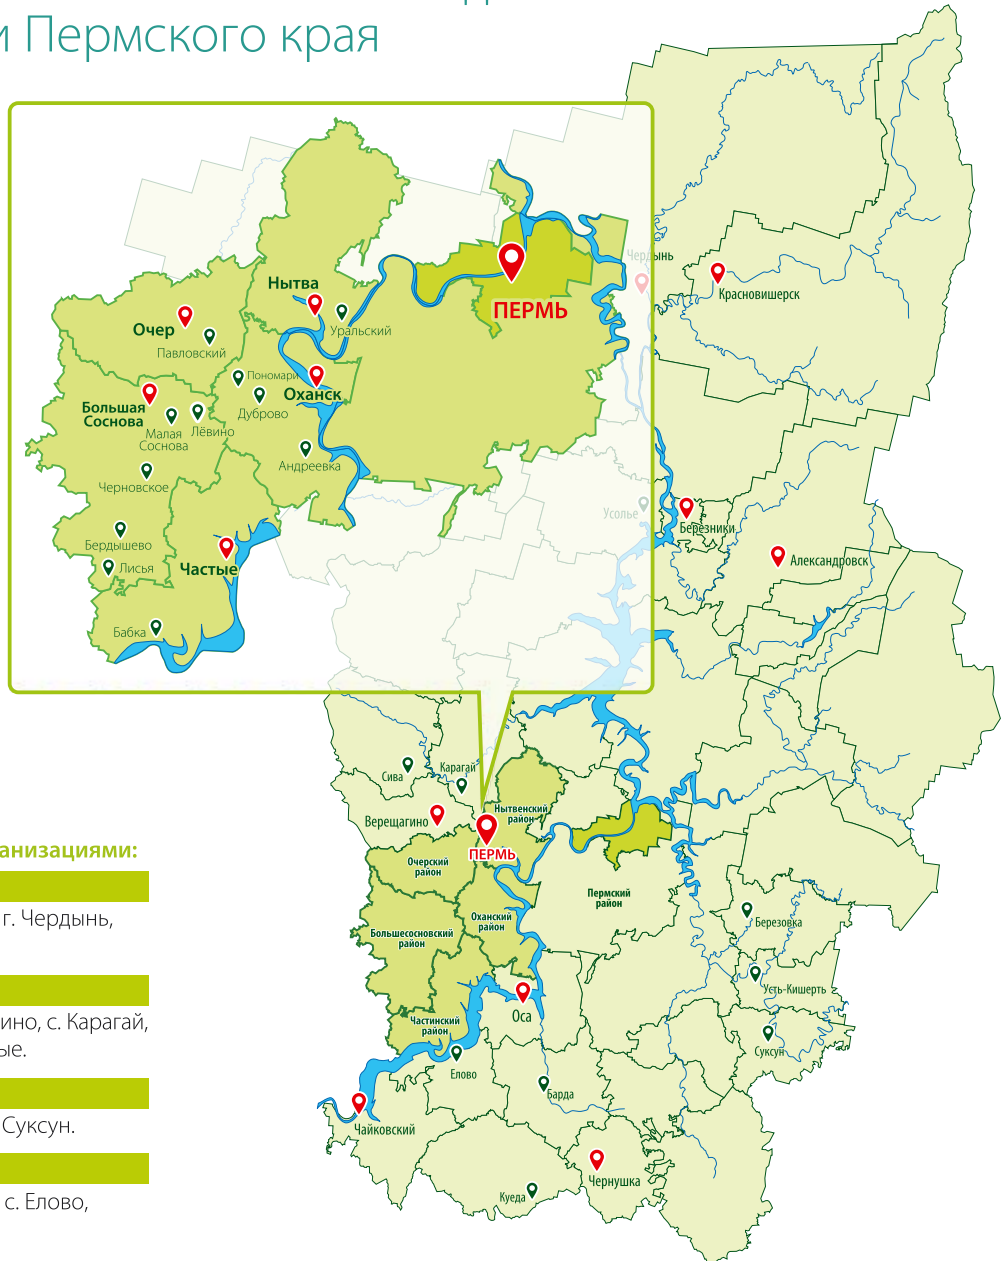 и Пермского края
Чердынь
Красновишерск
Нытва
ПЕРМЬ
Очер
Уральский
Павловский
Пономари
Оханск
Большая
Соснова
Дуброво
Малая
Соснова
Лёвино
Андреевка
Черновское
Усолье
Березники
Бердышево
Александровск
Лисья
Частые
Бабка
Сива
Карагай
Верещагино
Нытвенский
район
ПЕРМЬ
анизациями:
Очерский
район
Пермский
район
г. Чердынь,
Оханский
район
Березовка
Большесосновский
район
Усть-Кишерть
ино, с. Карагай,
Оса
Частинский
район
ые.
Суксун
Елово
Барда
Суксун.
Чайковский
Чернушка
Куеда
с. Елово,